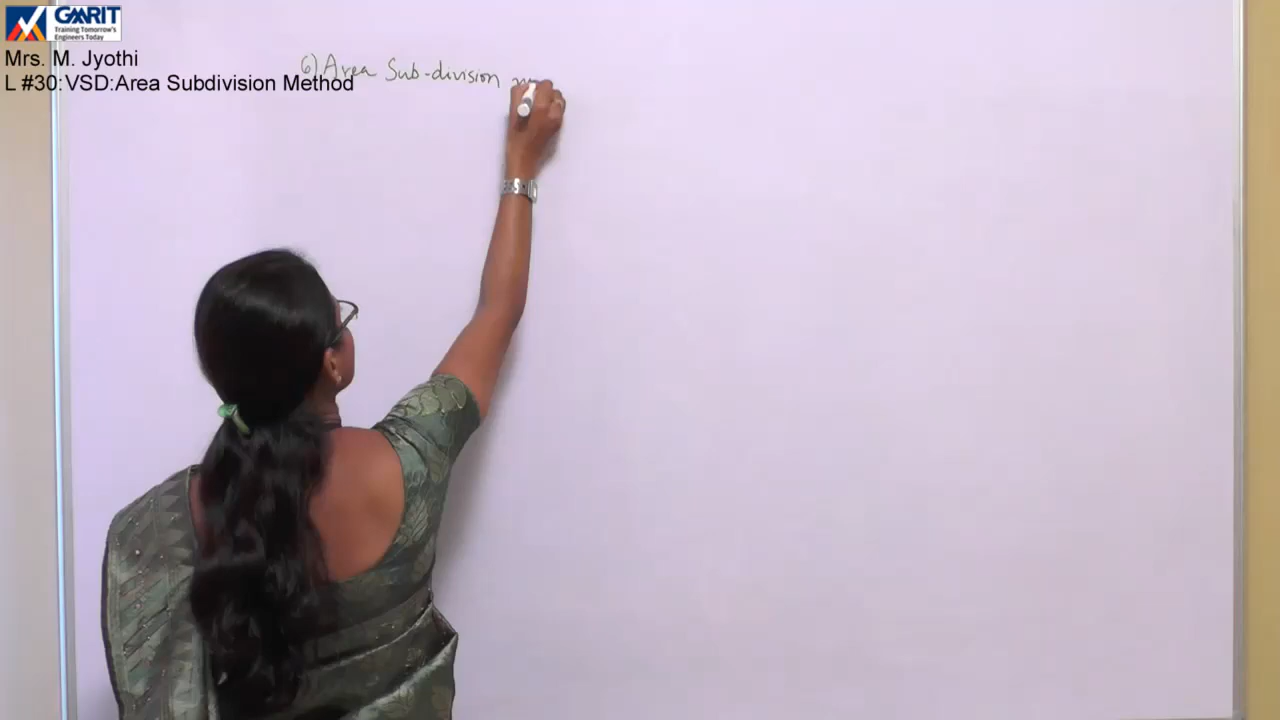 GMRIT
Training Tomorrow's
Engineers Today
Mrs. M. Jyothi
L #30:VSD:Area Subdivision Method
6) Area Sub-division